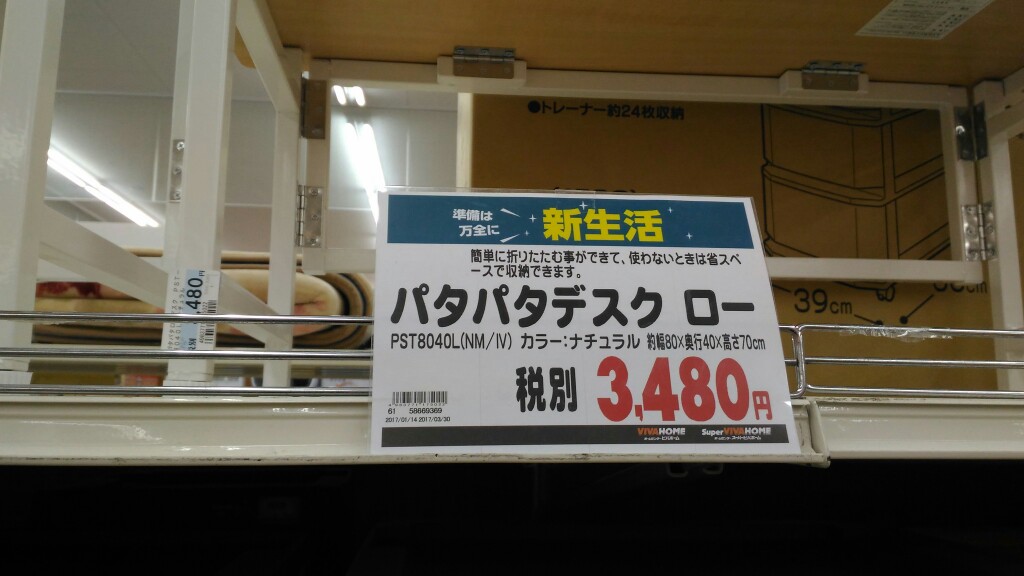 ●トレーナー約24枚収納
39cm
準備は
万全に
新生活
簡単に折りたたむ事ができて、使わないときは省スペ
ースで収納できます。
パタパタデスク ロー
PST8040L(NM/IV) カラー:ナチュラル 約幅80×奥行40×高さ70cm
税別 3,480円
61 58669369
2017/01/14 2017/03/30
VIVAHOME Super VIVAHOME
480円